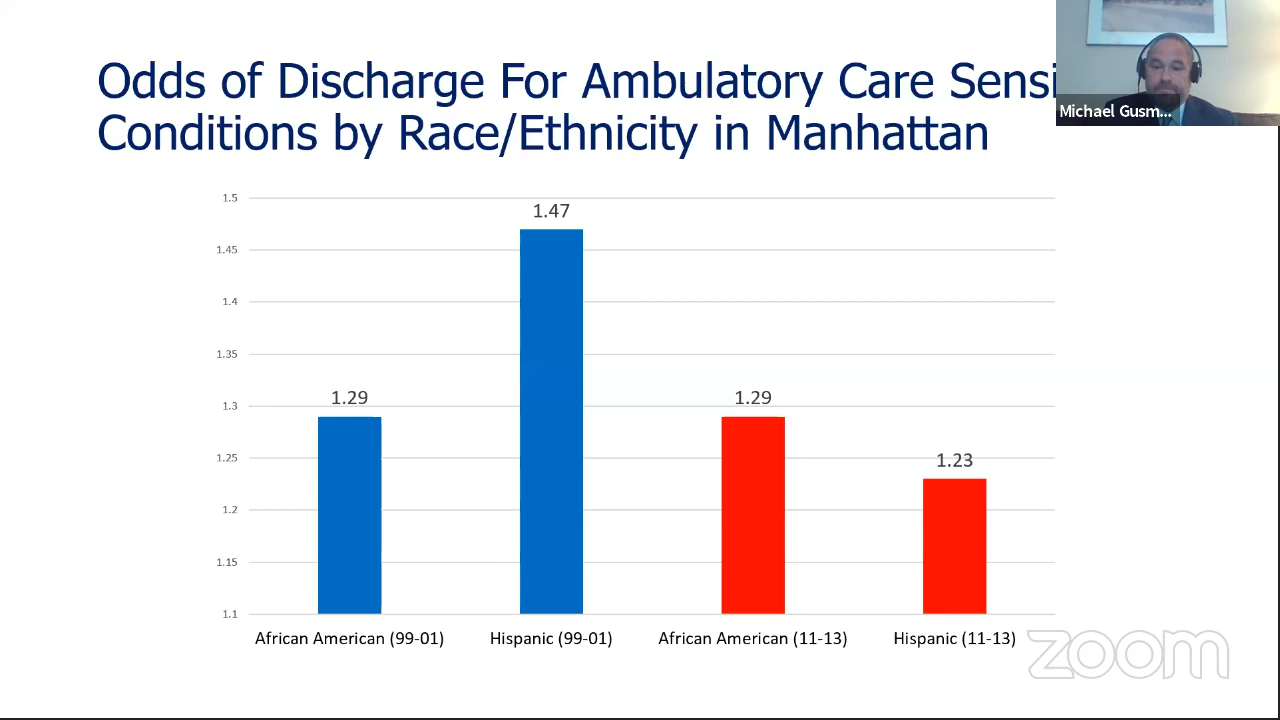 Odds of Discharge For Ambulatory Care Sensi
Conditions by Race/Ethnicity in Manhattan
Michael Gusm...
1.5
1.45
1.4
1.35
1.3
1.25
1.2
1.15
1.1
1.29
1.47
1.29
1.23
African American (99-01)
Hispanic (99-01)
African American (11-13)
Hispanic (11-13)
zoom